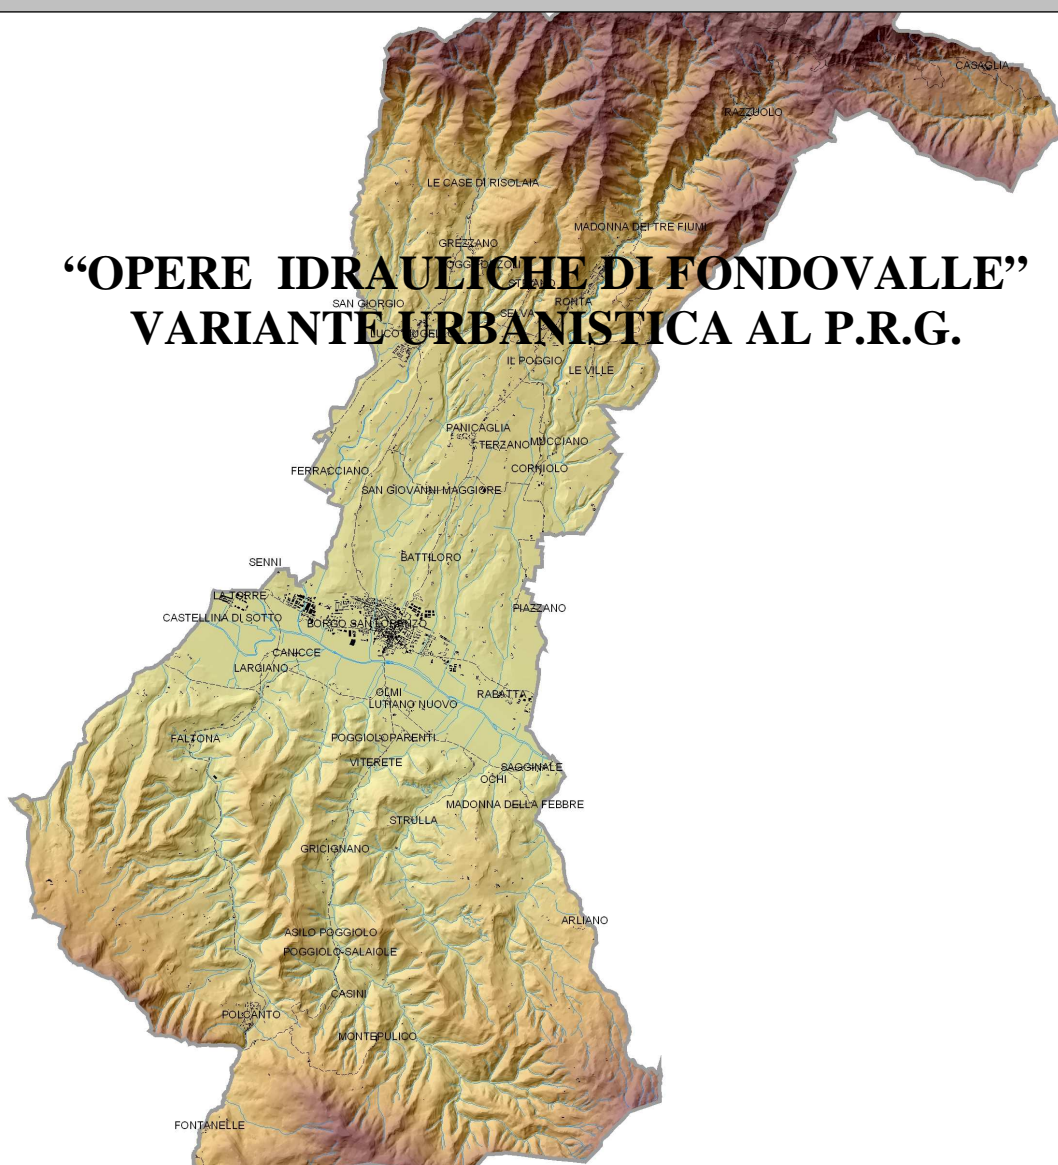 CASAGLIA
RAZZUOLO
LE CASE DI RISOLAIA
MADONNA DEI TRE FIUMI
GREZZANO
“OPERE IDRAULICHE DI FONDOVALLE”
SAN GIORGIO
RONTA
SELVA
VARIANTE URBANISTICA AL P.R.G.
IL POGGIO
LE VILLE
PANICAGLIA
MUCCIANO
TERZANO
FERRACCIANO
CORNIOLO
SAN GIOVANNI MAGGIORE
BATTILORO
SENNI
LA TORRE
PIAZZANO
CASTELLINA DI SOTTO
BORGO SAN LORENZO
CANICCE
LARGIANO
OLMI
RABATTA
LUTIANO NUOVO
FALTONA
POGGIOLOPARENTI
VITERETE
SAGGINALE
OCHI
MADONNA DELLA FEBBRE
STRULLA
GRICIGNANO
ARLIANO
ASILO POGGIOLO
POGGIOLO-SALAIOLE
CASINI
POLCANTO
MONTEPULICO
FONTANELLE